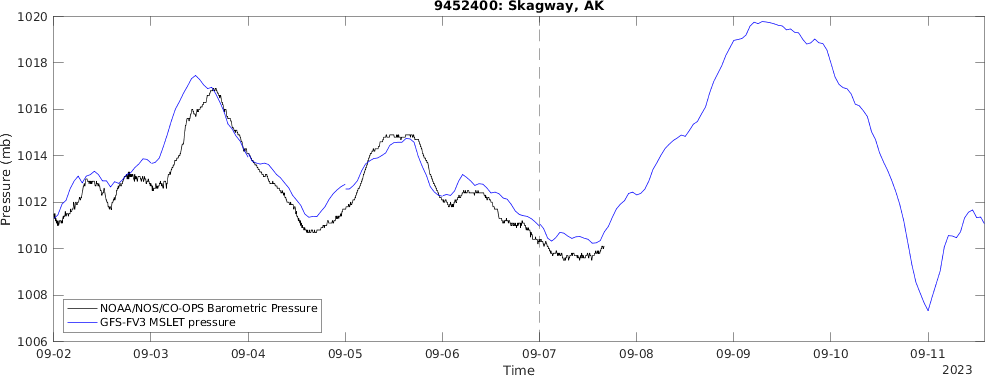 9452400: Skagway, AK
Pressure (mb)
1020
1018
1016
1014
1012
1010
1008
1006
NOAA/NOS/CO-OPS Barometric Pressure
GFS-FV3 MSLET pressure
09-02 09-03 09-04 09-05 09-06 09-07 09-08 09-09 09-10 09-11
Time
2023